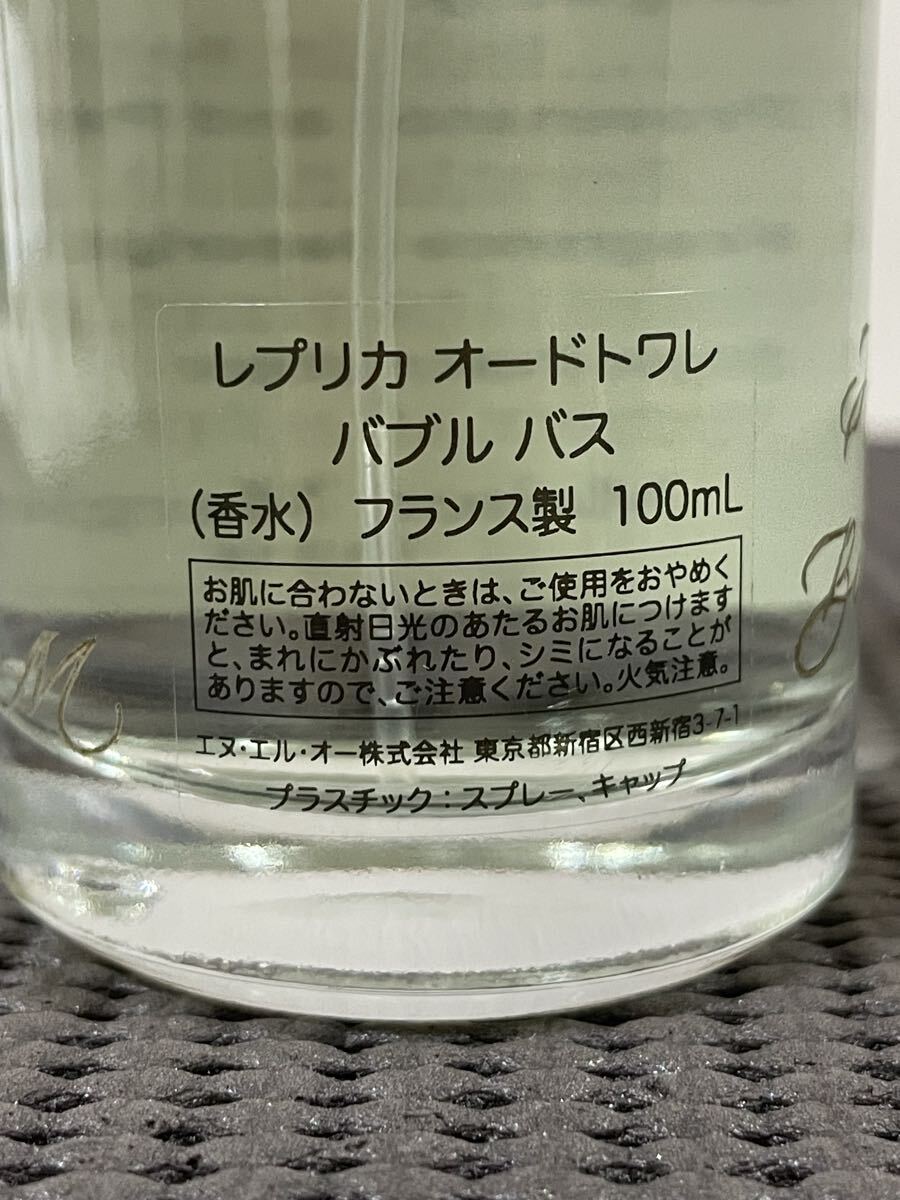 レプリカ オードトワレ
バブル バス
(香水) フランス製 100mL
お肌に合わないときは、ご使用をおやめく
ださい。直射日光のあたるお肌につけます
と、まれにかぶれたり、シミになることが
ありますので、ご注意ください。火気注意。
エヌ・エル・オー株式会社 東京都新宿区西新宿3-7-1
プラスチック:スプレー、キャップ
M